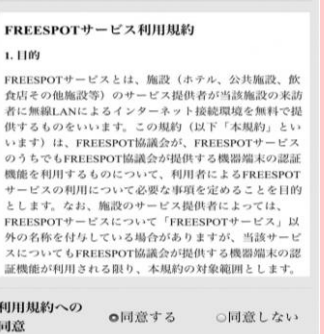 FREESPOTサービス利用規約
1. 目的
FREESPOTサービスとは、施設（ホテル、公共施設、飲
食店その他施設等）のサービス提供者が当該施設の来訪
者に無線LANによるインターネット接続環境を無料で提
供するものをいいます。この規約（以下「本規約」とい
います）は、FREESPOT協議会が、FREESPOTサービス
のうちでもFREESPOT協議会が提供する機器端末の認証
機能を利用するものについて、利用者によるFREESPOT
サービスの利用について必要な事項を定めることを目的
とします。なお、施設のサービス提供者によっては、
FREESPOTサービスについて「FREESPOTサービス」以
外の名称を付与している場合がありますが、当該サービ
スについてもFREESPOT協議会が提供する機器端末の認
証機能が利用される限り、本規約の対象範囲とします。
利用規約への
同意
同意する
同意しない